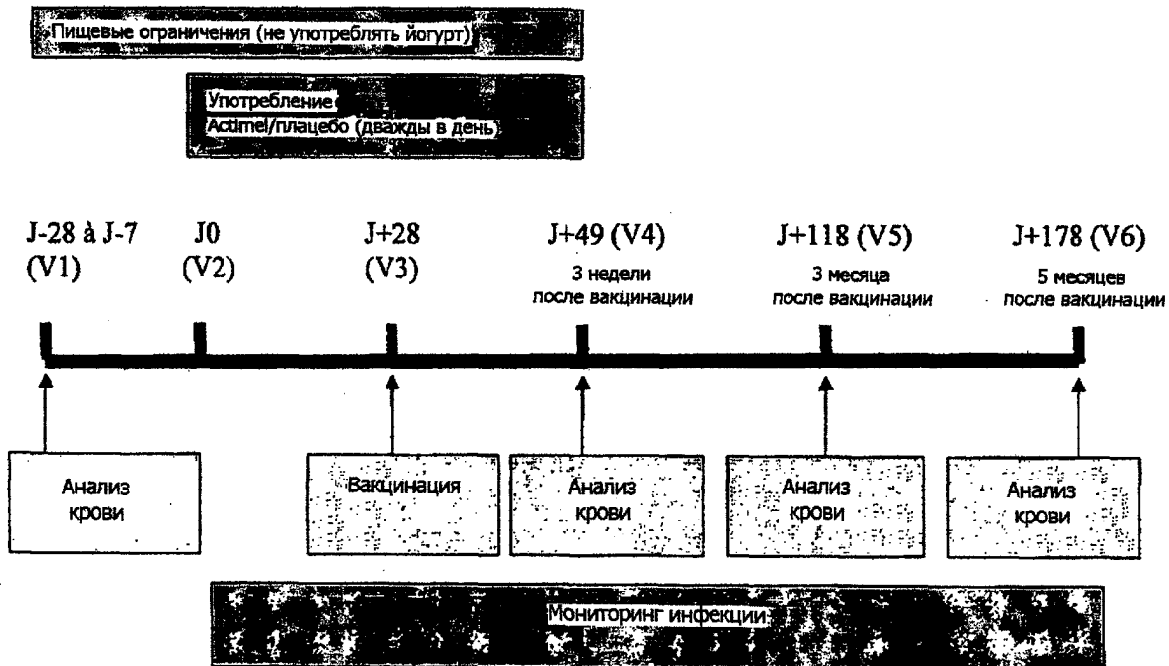 Пищевые ограничения (не употреблять йогурт)
Употребление
Actimel/плацебо (дважды в день)
J-28 à J-7
(V1)
J0
(V2)
J+28
(V3)
J+49 (V4)
3 недели
после вакцинации
J+118 (V5)
3 месяца
после вакцинации
J+178 (V6)
5 месяцев
после вакцинации
Анализ
крови
Вакцинация
Анализ
крови
Анализ
крови
Анализ
крови
Мониторинг инфекции